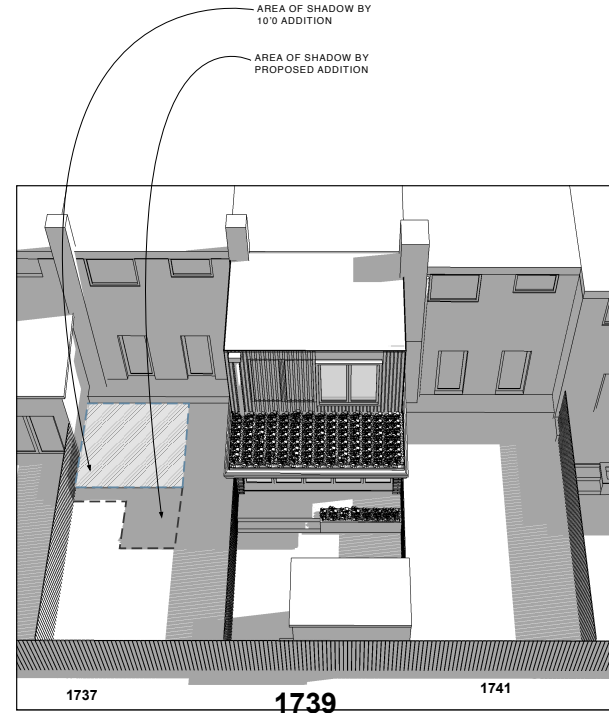 AREA OF SHADOW BY
10'0 ADDITION
AREA OF SHADOW BY
PROPOSED ADDITION
1737
1739
1741